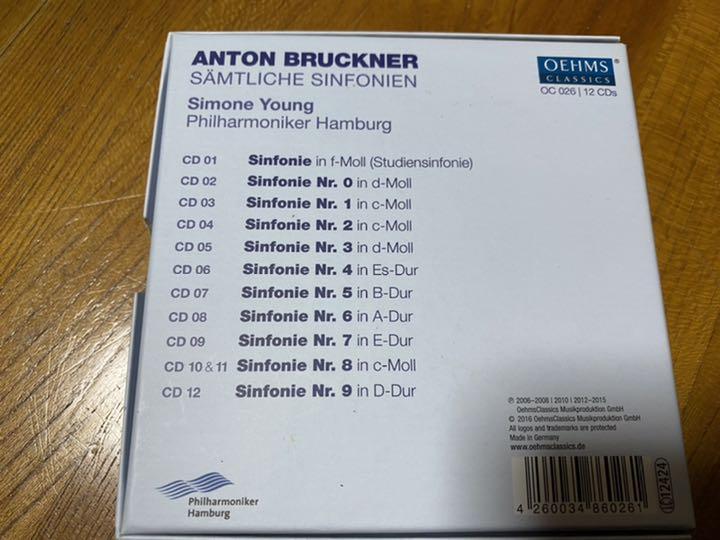 ANTON BRUCKNER
SÄMTLICHE SINFONIEN
Simone Young
Philharmoniker Hamburg
OEHMS®
CLASSICS
OC 026 | 12 CDs
CD 01 Sinfonie in f-Moll (Studiensinfonie)
CD 02 Sinfonie Nr. 0 in d-Moll
CD 03 Sinfonie Nr. 1 in c-Moll
CD 04 Sinfonie Nr. 2 in c-Moll
CD 05 Sinfonie Nr. 3 in d-Moll
CD 06 Sinfonie Nr. 4 in Es-Dur
CD 07 Sinfonie Nr. 5 in B-Dur
CD 08 Sinfonie Nr. 6 in A-Dur
CD 09 Sinfonie Nr. 7 in E-Dur
CD 10 & 11 Sinfonie Nr. 8 in c-Moll
CD 12 Sinfonie Nr. 9 in D-Dur
℗ 2006–2008 | 2010 | 2012–2015
OehmsClassics Musikproduktion GmbH
© 2016 OehmsClassics Musikproduktion GmbH
All logos and trademarks are protected
Made in Germany
www.oehmsclassics.de
Philharmoniker
Hamburg
4 260034 860261
LC 12424